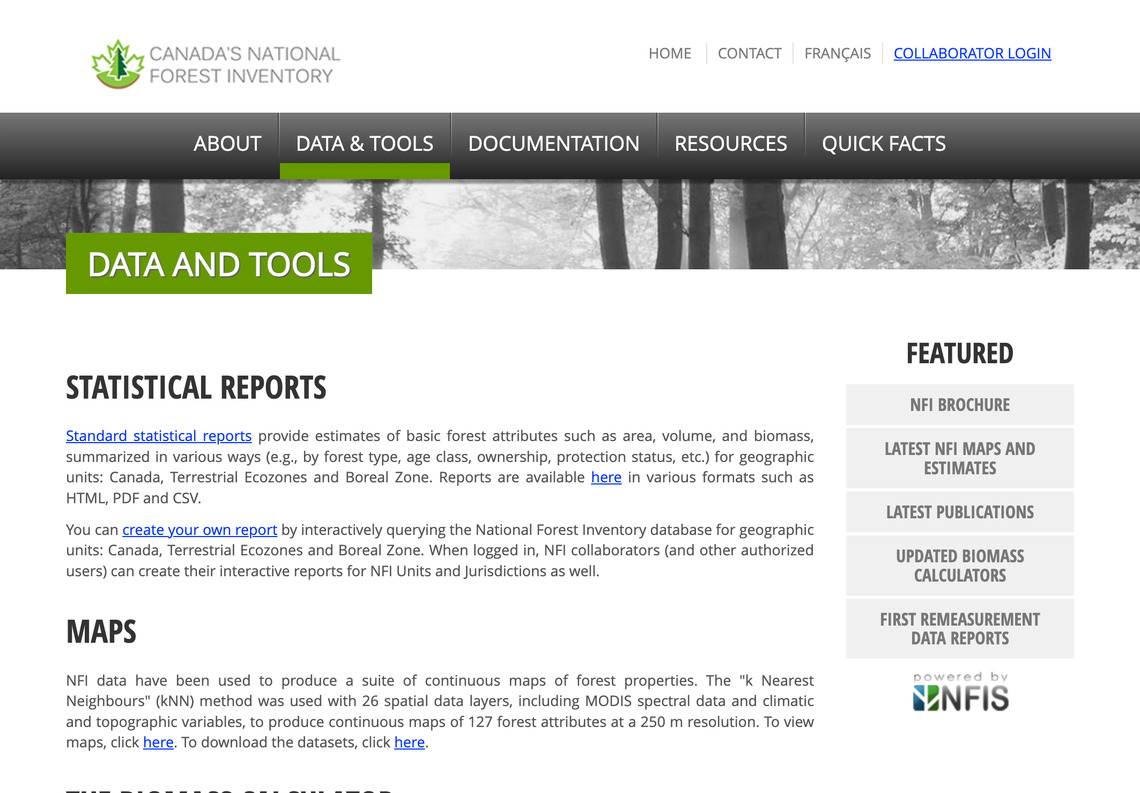 CANADA'S NATIONAL
FOREST INVENTORY
HOME
CONTACT
FRANÇAIS
COLLABORATOR LOGIN
ABOUT
DATA & TOOLS
DOCUMENTATION
RESOURCES
QUICK FACTS
DATA AND TOOLS
STATISTICAL REPORTS
Standard statistical reports provide estimates of basic forest attributes such as area, volume, and biomass,
summarized in various ways (e.g., by forest type, age class, ownership, protection status, etc.) for geographic
units: Canada, Terrestrial Ecozones and Boreal Zone. Reports are available here in various formats such as
HTML, PDF and CSV.
You can create your own report by interactively querying the National Forest Inventory database for geographic
units: Canada, Terrestrial Ecozones and Boreal Zone. When logged in, NFI collaborators (and other authorized
users) can create their interactive reports for NFI Units and Jurisdictions as well.
MAPS
NFI data have been used to produce a suite of continuous maps of forest properties. The "k Nearest
Neighbours" (kNN) method was used with 26 spatial data layers, including MODIS spectral data and climatic
and topographic variables, to produce continuous maps of 127 forest attributes at a 250 m resolution. To view
maps, click here. To download the datasets, click here.
THE BIOMASS CALCULATOR
FEATURED
NFI BROCHURE
LATEST NFI MAPS AND
ESTIMATES
LATEST PUBLICATIONS
UPDATED BIOMASS
CALCULATORS
FIRST REMEASUREMENT
DATA REPORTS
powered by
NFIS